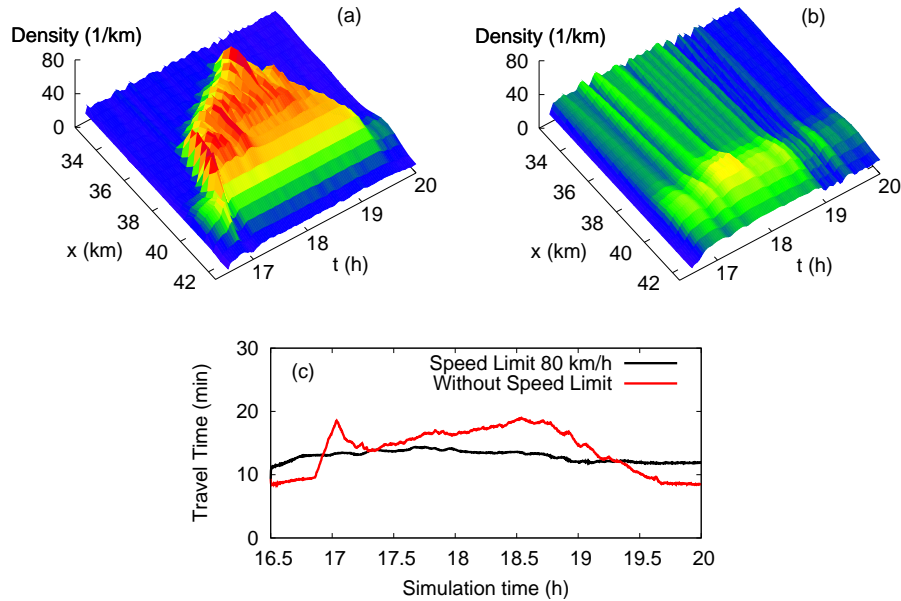 (a)
Density (1/km)
80
40
0
34
36
38
40
42
x (km)
17
18
19
20
t (h)
(b)
Density (1/km)
80
40
0
34
36
38
40
42
x (km)
17
18
19
20
t (h)
(c)
Speed Limit 80 km/h
Without Speed Limit
Travel Time (min)
30
20
10
0
16.5 17 17.5 18 18.5 19 19.5 20
Simulation time (h)